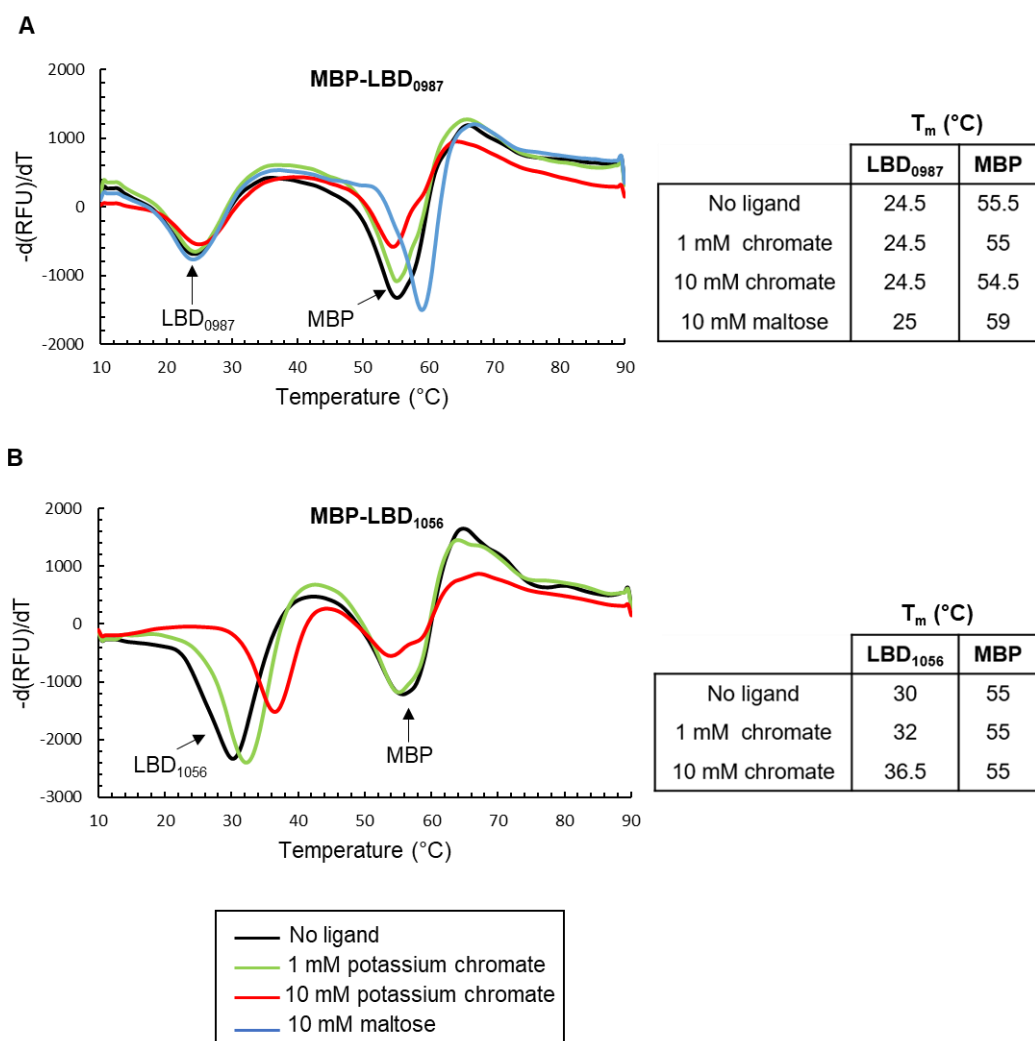 A
MBP-LBD0987
-d(RFU)/dT
2000
1000
0
-1000
-2000
LBD0987
MBP
10 20 30 40 50 60 70 80 90
Temperature (°C)
Tm (°C)
LBD0987 MBP
No ligand 24.5 55.5
1 mM chromate 24.5 55
10 mM chromate 24.5 54.5
10 mM maltose 25 59
B
MBP-LBD1056
-d(RFU)/dT
2000
1000
0
-1000
-2000
-3000
LBD1056
MBP
10 20 30 40 50 60 70 80 90
Temperature (°C)
Tm (°C)
LBD1056 MBP
No ligand 30 55
1 mM chromate 32 55
10 mM chromate 36.5 55
No ligand
1 mM potassium chromate
10 mM potassium chromate
10 mM maltose